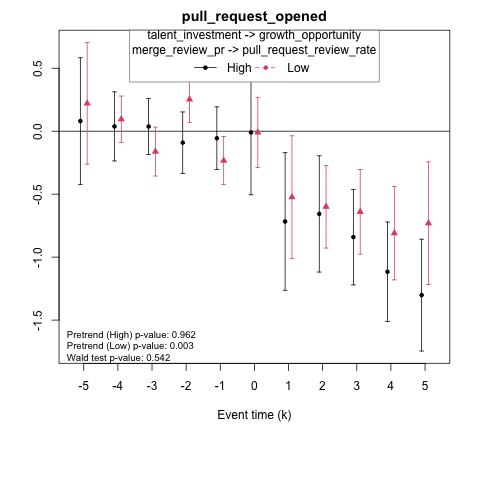 pull_request_opened
talent_investment -> growth_opportunity
merge_review_pr -> pull_request_review_rate
High Low
0.5
0.0
-0.5
-1.0
-1.5
Pretrend (High) p-value: 0.962
Pretrend (Low) p-value: 0.003
Wald test p-value: 0.542
-5 -4 -3 -2 -1 0 1 2 3 4 5
Event time (k)